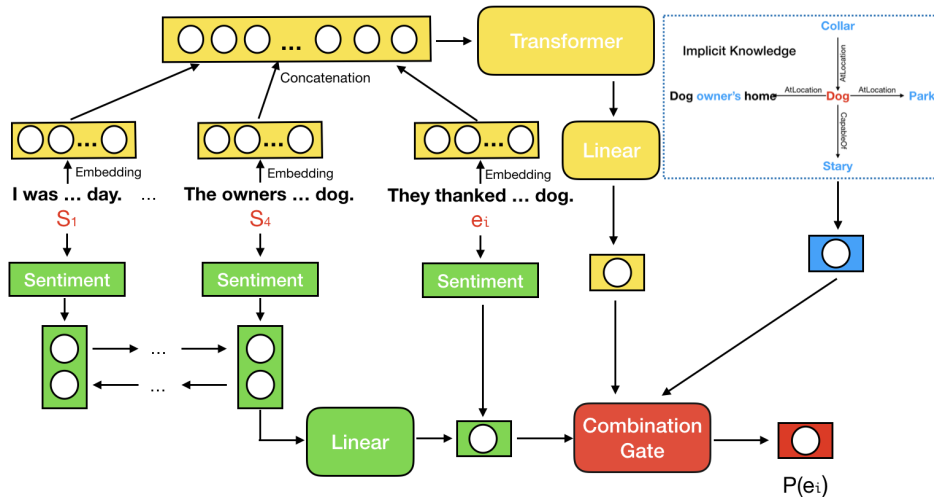 Transformer
Concatenation
Linear
Embedding
Embedding
Embedding
I was ... day.
...
The owners ... dog.
They thanked ... dog.
S1
S4
ei
Sentiment
Sentiment
Sentiment
...
...
...
Linear
Combination
Gate
P(ei)
Implicit Knowledge
Collar
AtLocation
Dog owner's home
AtLocation
Dog
AtLocation
Park
CapableOf
Stary
...
...
...
...